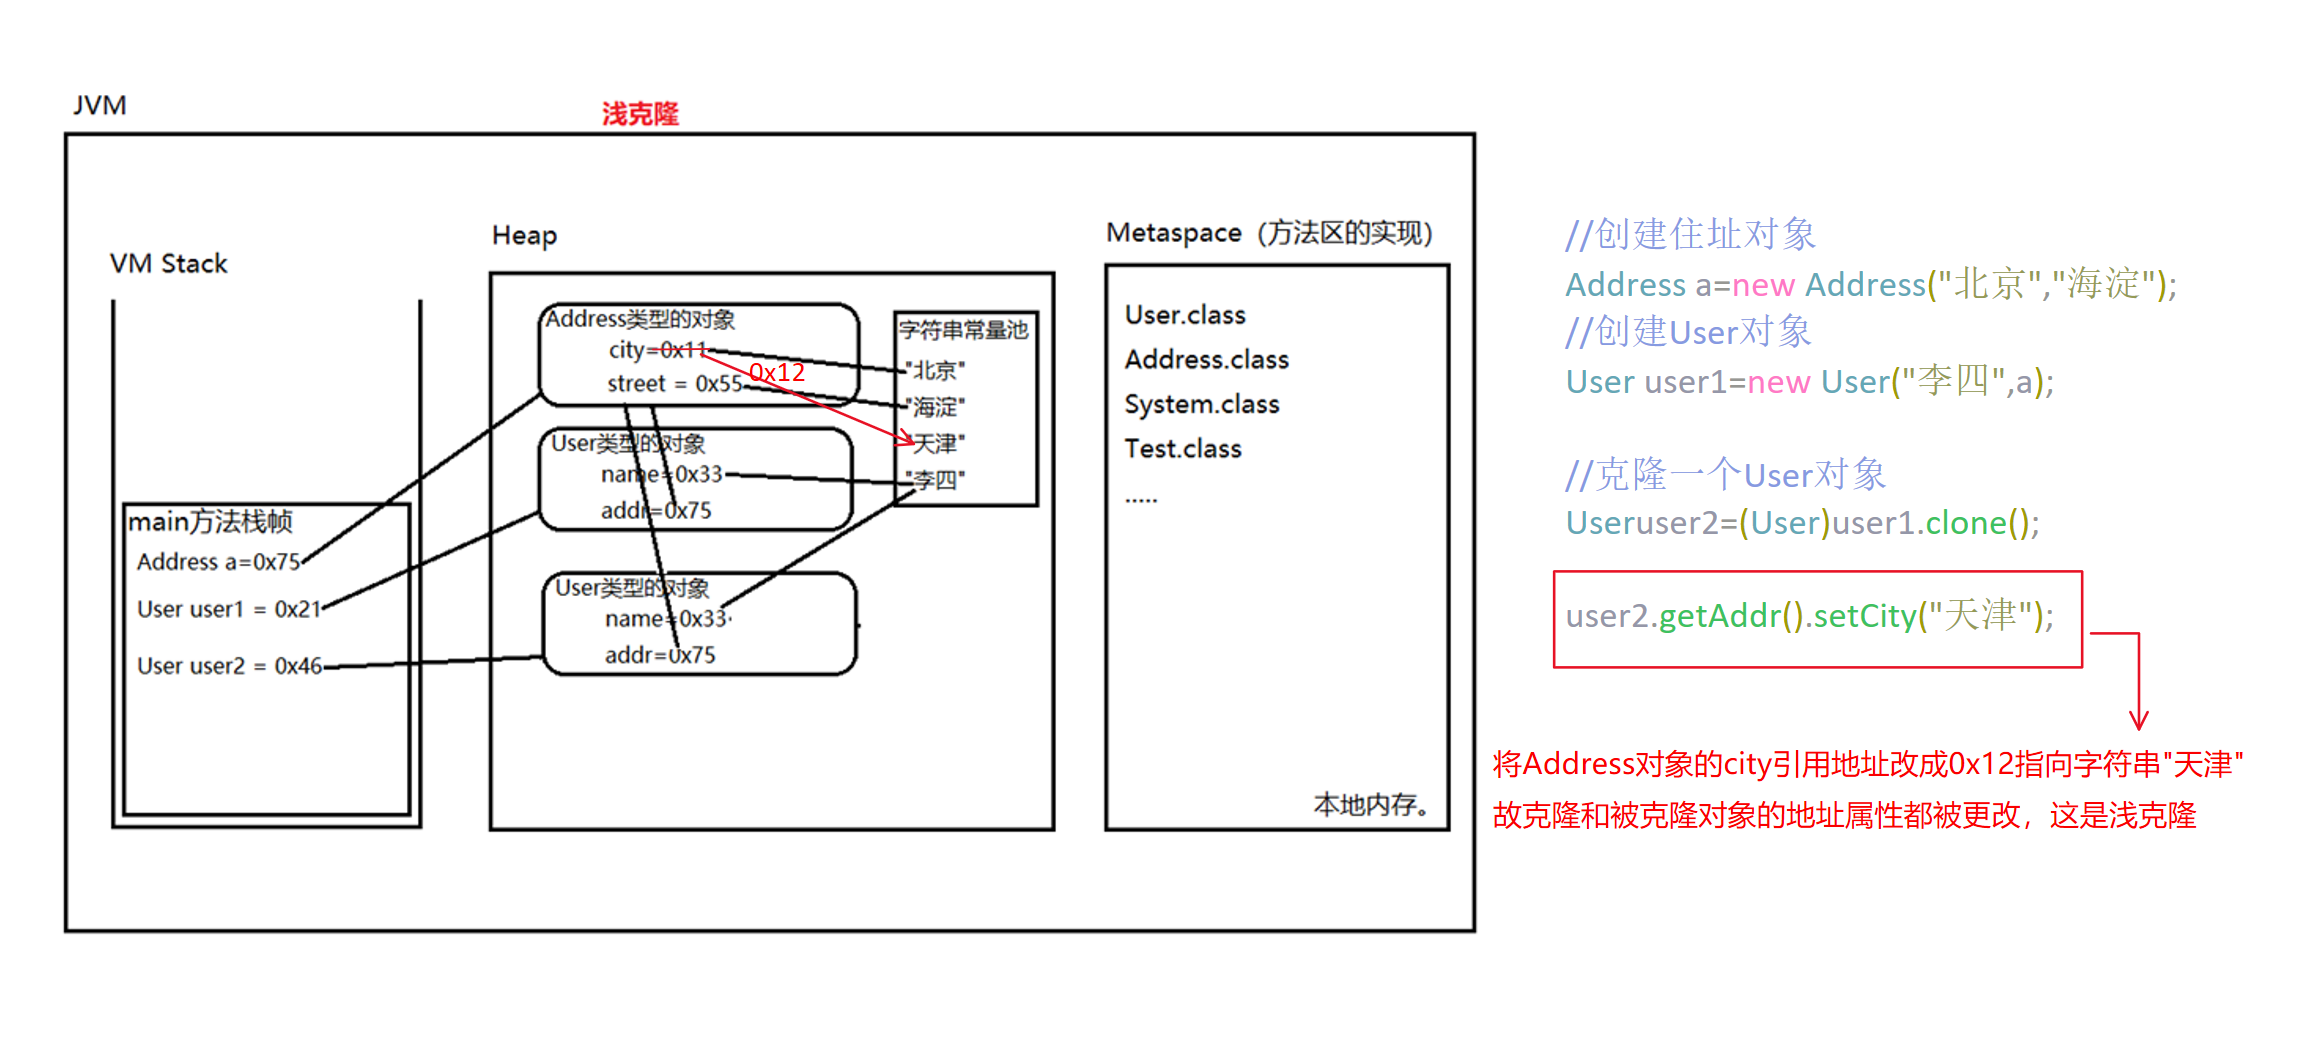 JVM
浅克隆
VM Stack
main方法栈帧
Address a=0x75
User user1 = 0x21
User user2 = 0x46
Heap
Address类型的对象
city=0x11
0x12
street = 0x55
User类型的对象
name=0x33
addr=0x75
User类型的对象
name=0x33
addr=0x75
字符串常量池
"北京"
"海淀"
"天津"
"李四"
Metaspace（方法区的实现）
User.class
Address.class
System.class
Test.class
.....
本地内存。
//创建住址对象
Address a=new Address("北京","海淀");
//创建User对象
User user1=new User("李四",a);
//克隆一个User对象
Useruser2=(User)user1.clone();
user2.getAddr().setCity("天津");
将Address对象的city引用地址改成0x12指向字符串"天津"
故克隆和被克隆对象的地址属性都被更改，这是浅克隆